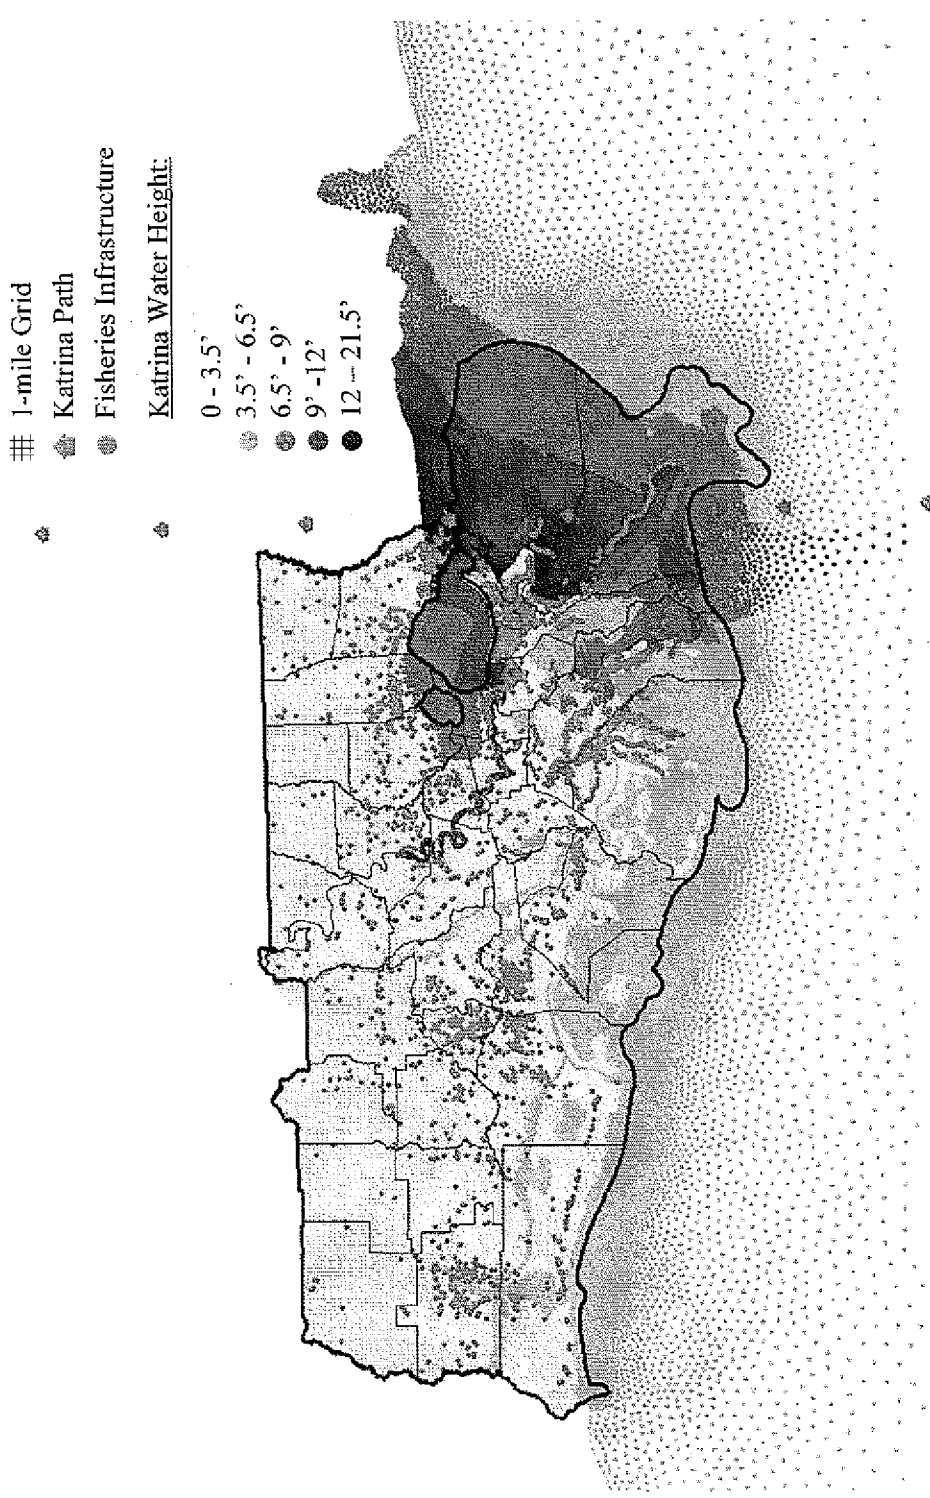 1-mile Grid
Katrina Path
Fisheries Infrastructure
Katrina Water Height:
0 - 3.5'
3.5' - 6.5'
6.5' - 9'
9' -12'
12 – 21.5'